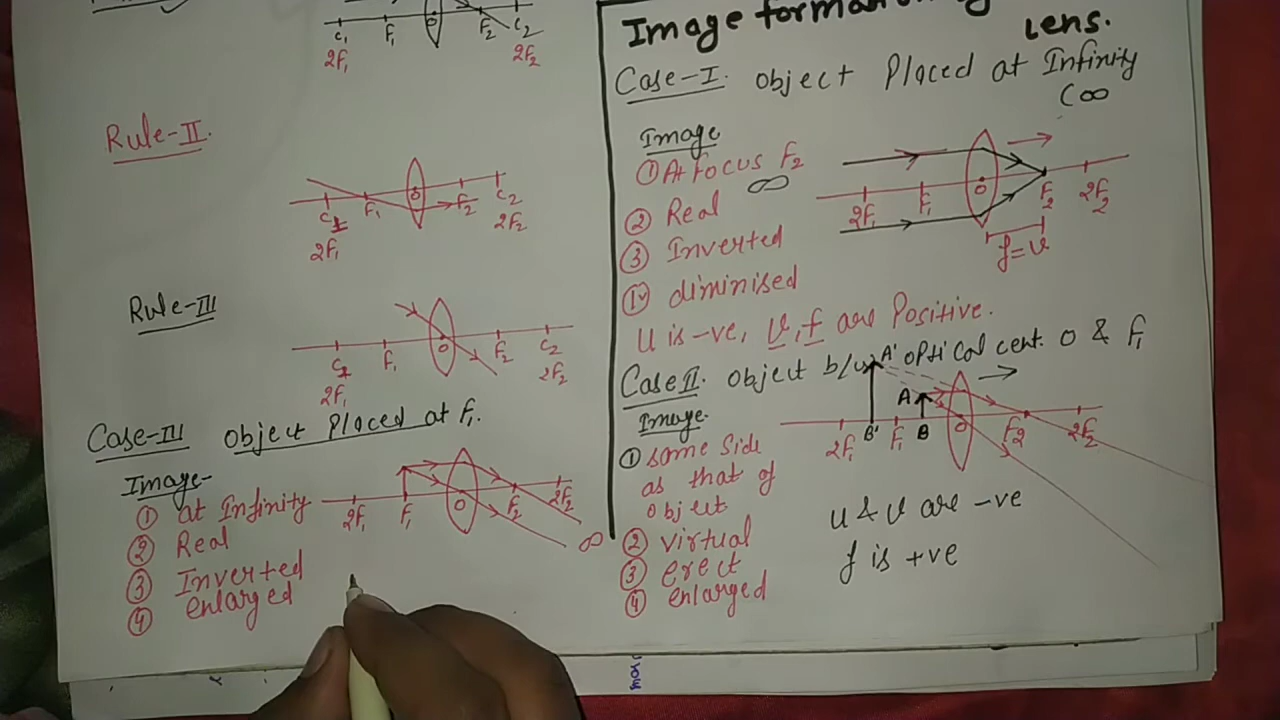 C₁ F₁ O F₂ C₂
2F₁ 2F₂
Rule-II.
C₁ F₁ O F₂ C₂
2F₁ 2F₂
Rule-III
C₁ F₁ O F₂ C₂
2F₁ 2F₂
Case-III object Placed at F₁.
Image-
① at Infinity
② Real
③ Inverted
④ enlarged
2F₁ F₁ O F₂ 2F₂
∞
Image
lens.
Case-I. object Placed at Infinity
(∞
Image
① At focus F₂
∞
② Real
③ Inverted
④ diminised
2F₁ F₁ O F₂ 2F₂
f=v
u is -ve, v, f are Positive.
Case II. object b/w optical cent. O & F₁
Image.
① same side
as that of
object
② virtual
③ erect
④ enlarged
A' A
2F₁ B' F₁ B O F₂ 2F₂
u & v are -ve
f is +ve